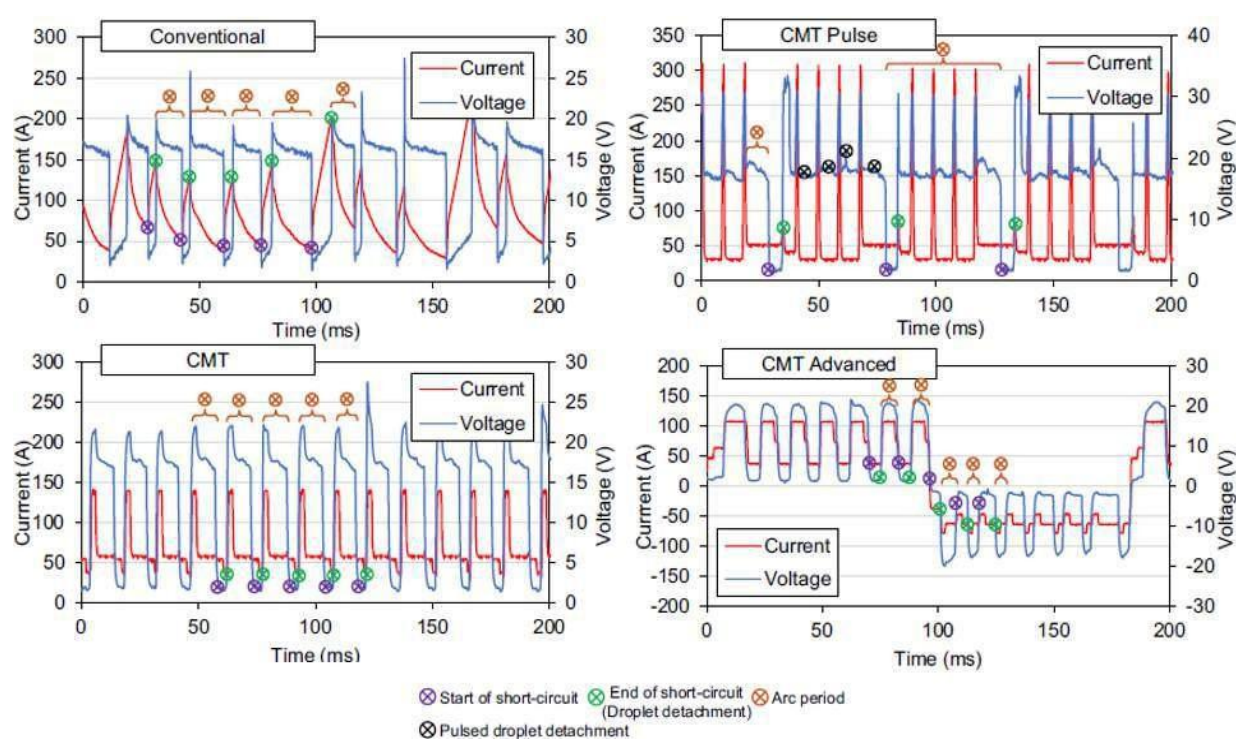 Conventional
300
250
200
150
100
50
0
Currrent (A)
30
25
20
15
10
5
0
Voltage (V)
Current
Voltage
0 50 100 150 200
Time (ms)
CMT Pulse
350
300
250
200
150
100
50
0
Currrent (A)
40
30
20
10
0
Voltage (V)
Current
Voltage
0 50 100 150 200
Time (ms)
CMT
300
250
200
150
100
50
0
Currrent (A)
30
25
20
15
10
5
0
Voltage (V)
Current
Voltage
0 50 100 150 200
Time (ms)
CMT Advanced
200
150
100
50
0
-50
-100
-150
-200
Currrent (A)
30
20
10
0
-10
-20
-30
Voltage (V)
Current
Voltage
0 50 100 150 200
Time (ms)
Start of short-circuit
End of short-circuit
(Droplet detachment)
Arc period
Pulsed droplet detachment